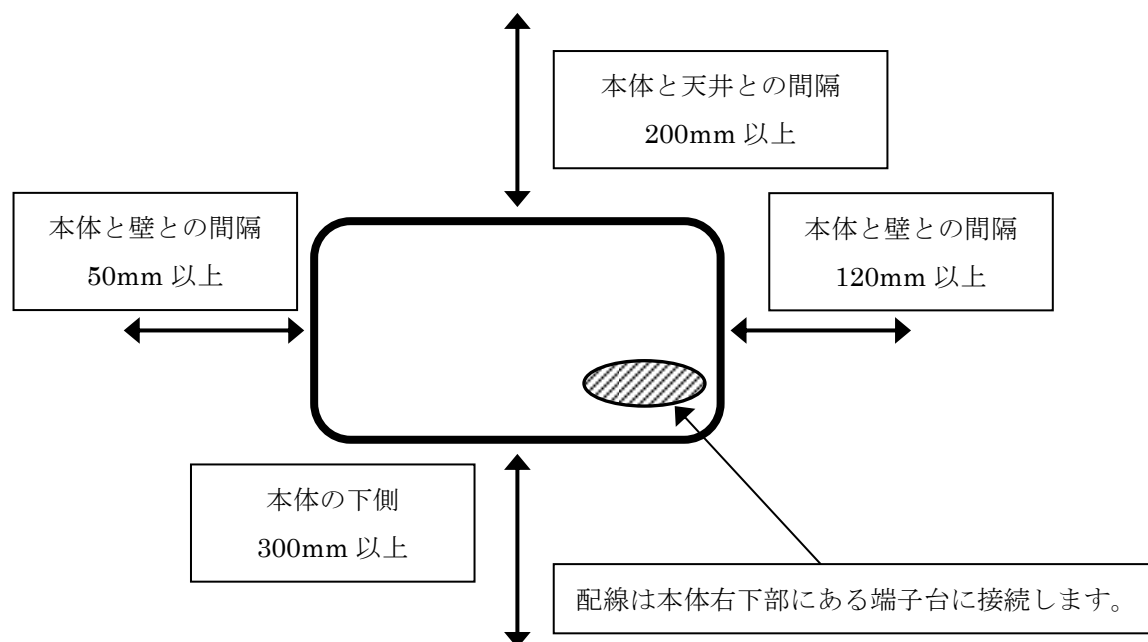 本体と天井との間隔
200mm 以上
本体と壁との間隔
50mm 以上
本体と壁との間隔
120mm 以上
本体の下側
300mm 以上
配線は本体右下部にある端子台に接続します。